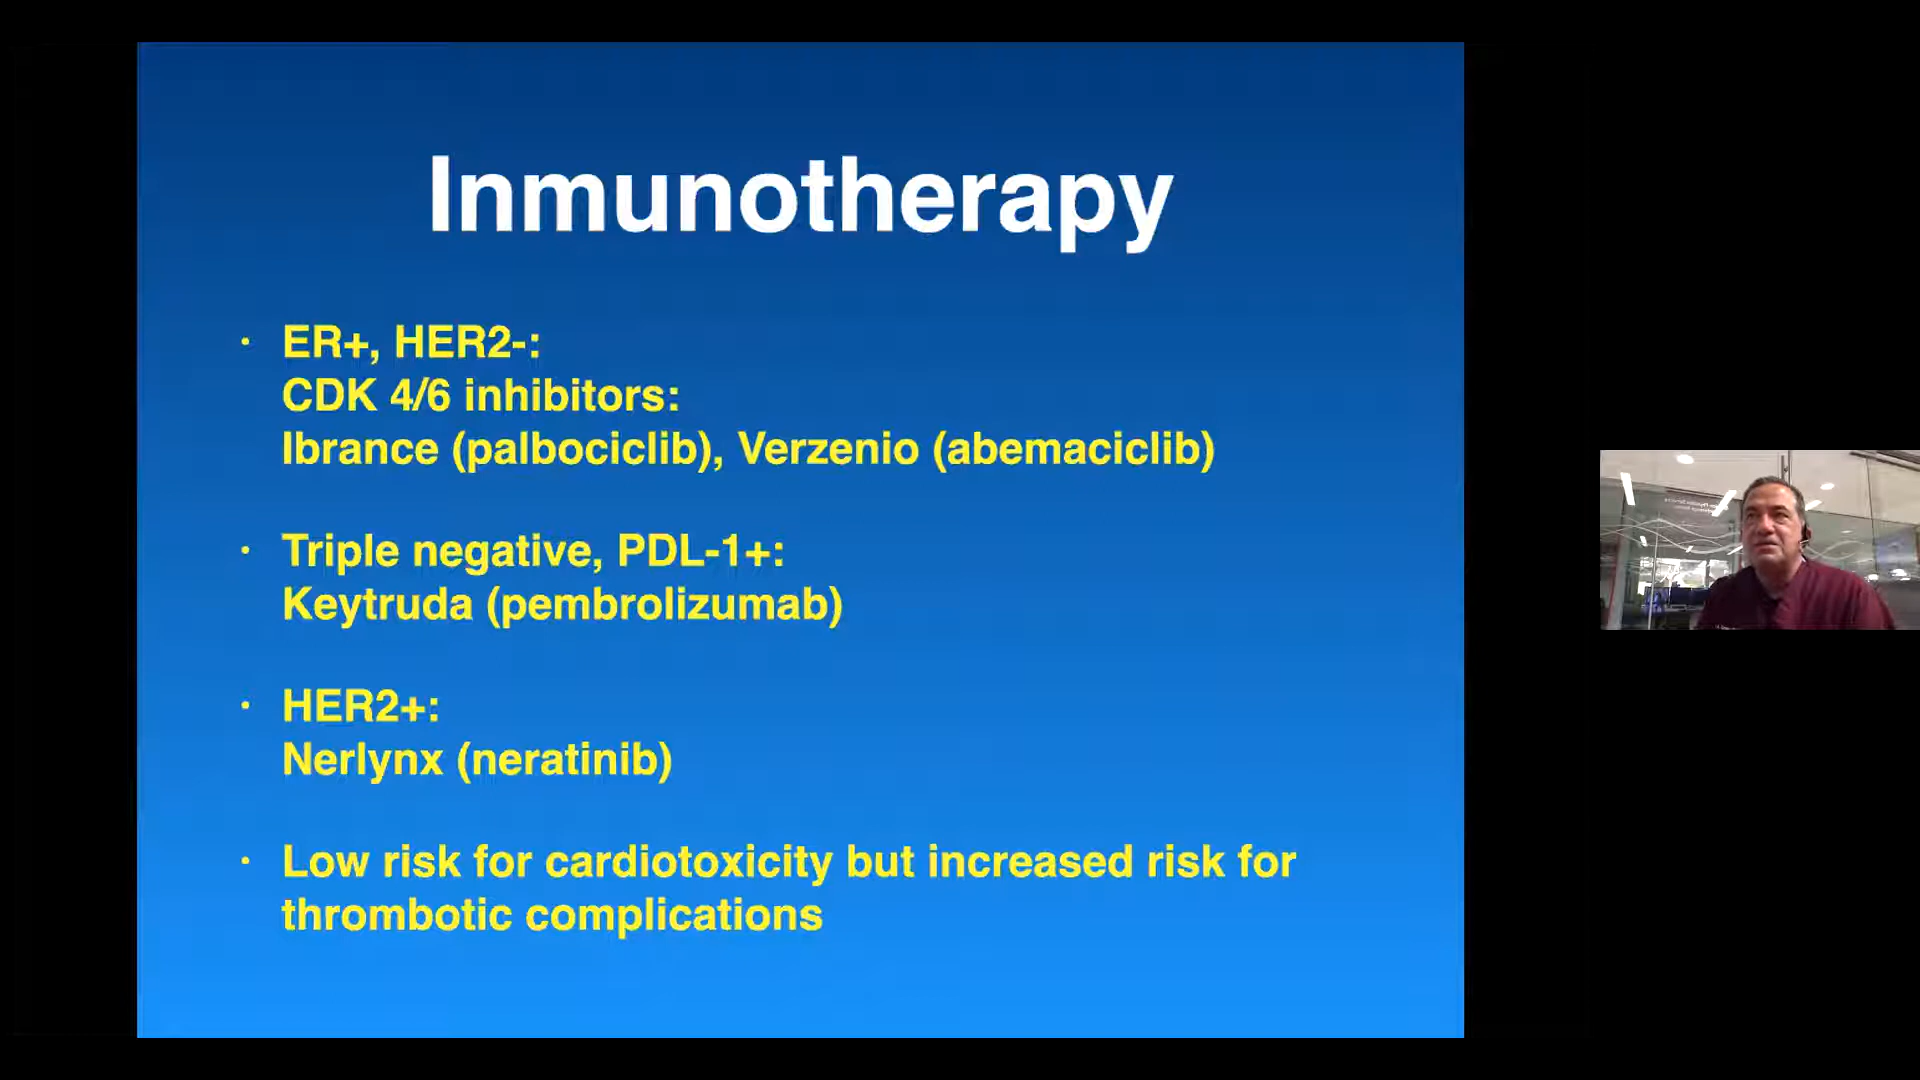 Inmunotherapy
· ER+, HER2-:
CDK 4/6 inhibitors:
Ibrance (palbociclib), Verzenio (abemaciclib)
· Triple negative, PDL-1+:
Keytruda (pembrolizumab)
· HER2+:
Nerlynx (neratinib)
· Low risk for cardiotoxicity but increased risk for
thrombotic complications